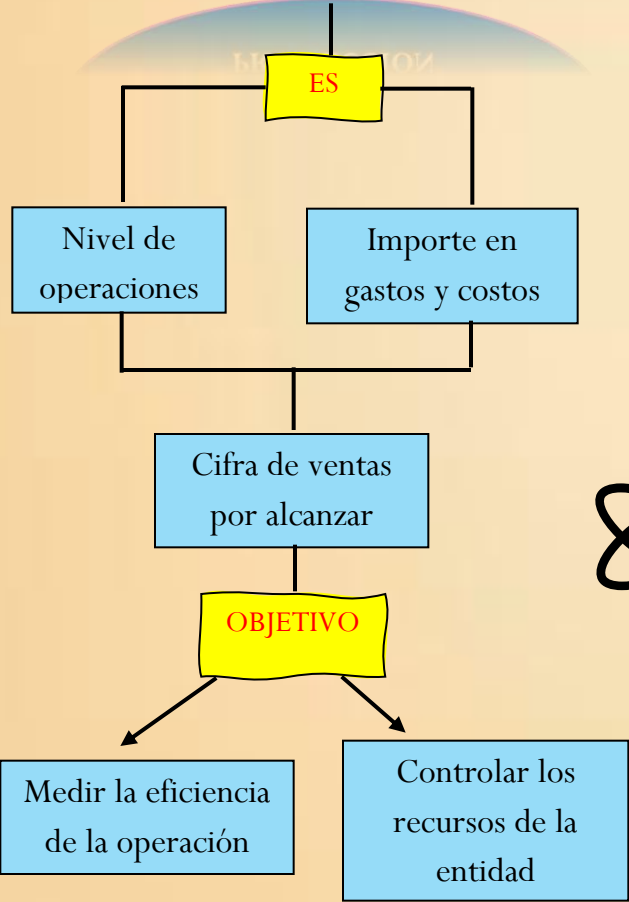 ES
Nivel de
operaciones
Importe en
gastos y costos
Cifra de ventas
por alcanzar
OBJETIVO
Medir la eficiencia
de la operación
Controlar los
recursos de la
entidad